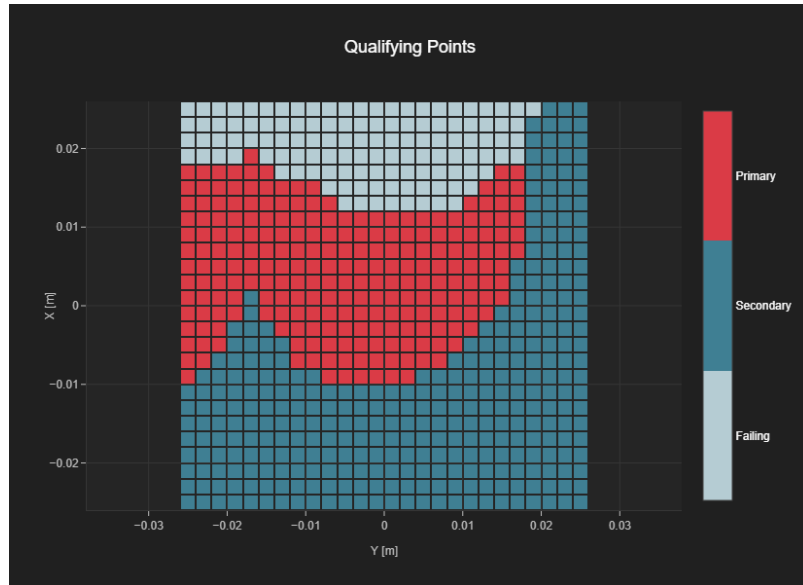 Qualifying Points
0.02
0.01
0
−0.01
−0.02
X [m]
−0.03
−0.02
−0.01
0
0.01
0.02
0.03
Y [m]
Primary
Secondary
Failing